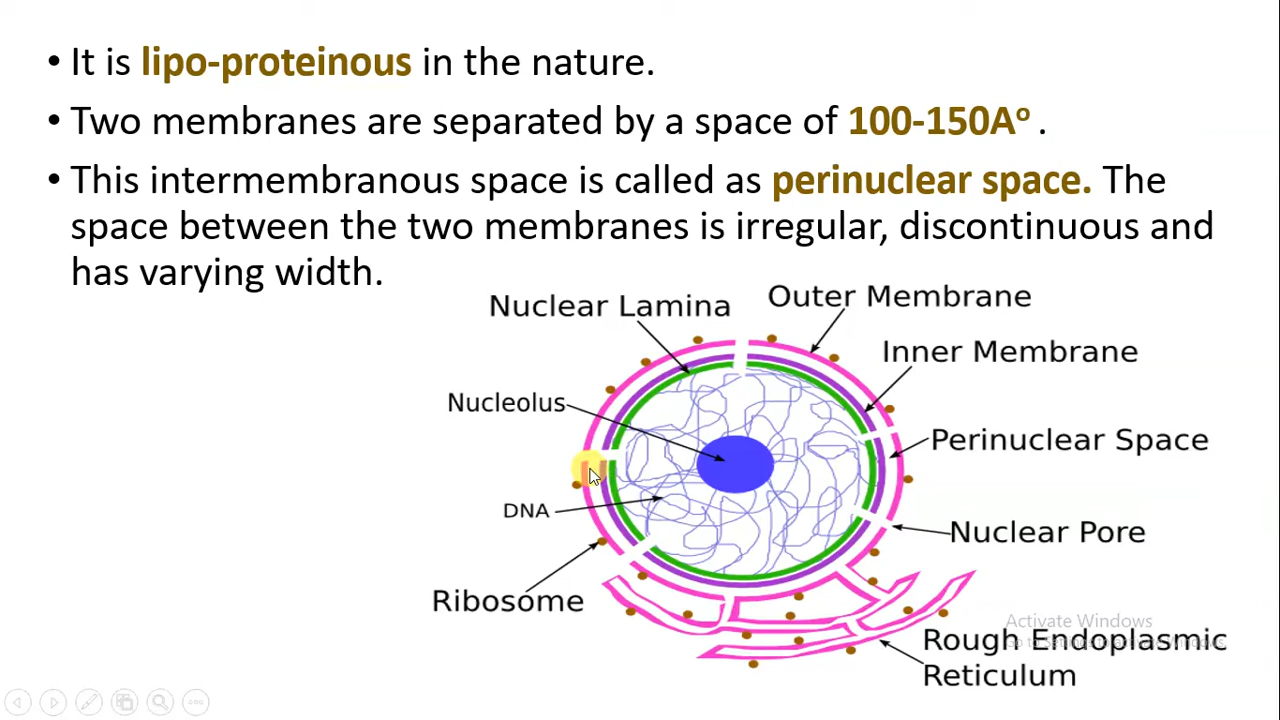 • It is lipo-proteinous in the nature.
• Two membranes are separated by a space of 100-150Aº .
• This intermembranous space is called as perinuclear space. The
space between the two membranes is irregular, discontinuous and
has varying width.
Nuclear Lamina
Outer Membrane
Inner Membrane
Nucleolus
Perinuclear Space
DNA
Nuclear Pore
Ribosome
Activate Windows
Rough Endoplasmic
Reticulum